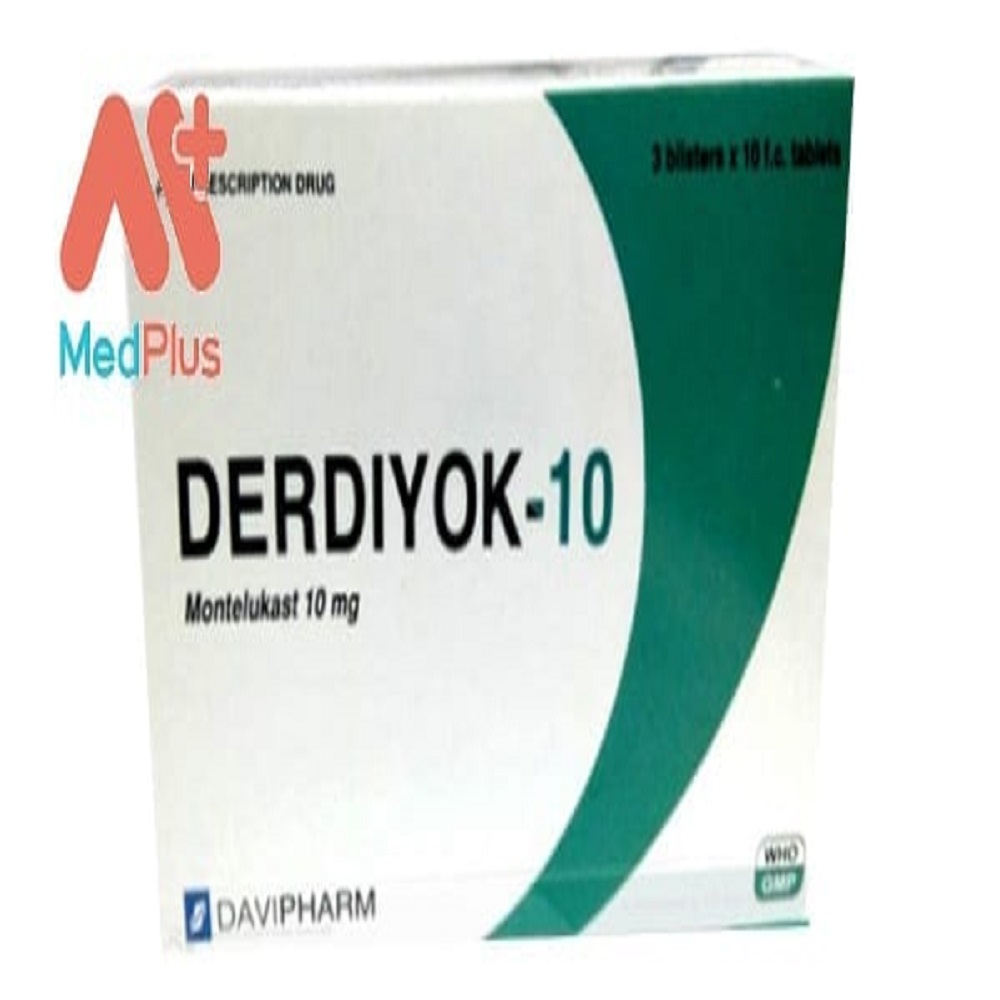 3 blisters x 10 f.c. tablets
ESCRIPTION DRUG
MedPlus
DERDIYOK-10
Montelukast 10 mg
WHO
GMP
DAVIPHARM